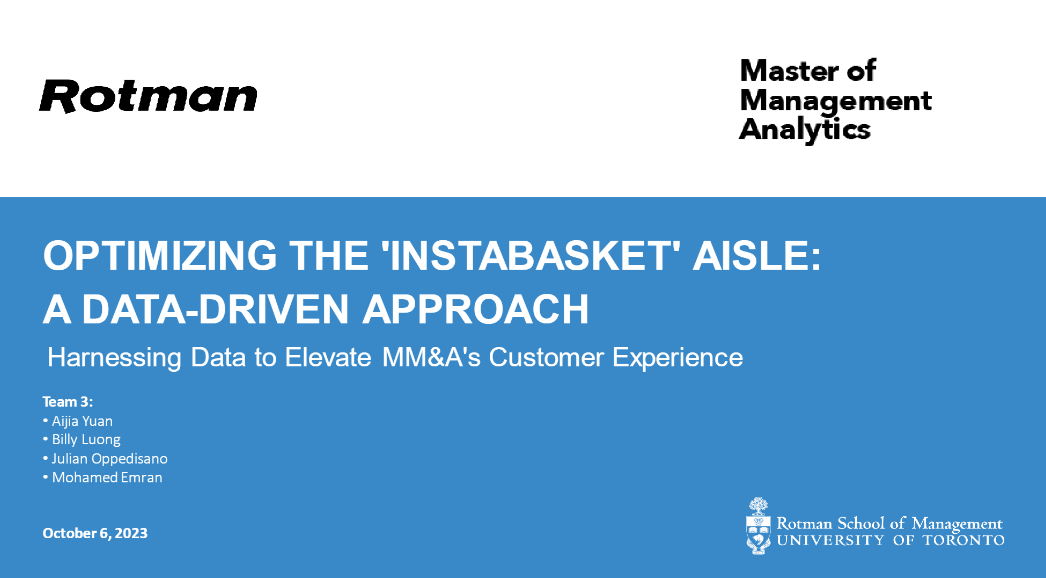 Rotman
Master of
Management
Analytics
OPTIMIZING THE 'INSTABASKET' AISLE:
A DATA-DRIVEN APPROACH
Harnessing Data to Elevate MM&A's Customer Experience
Team 3:
• Aijia Yuan
• Billy Luong
• Julian Oppedisano
• Mohamed Emran
October 6, 2023
Rotman School of Management
UNIVERSITY OF TORONTO